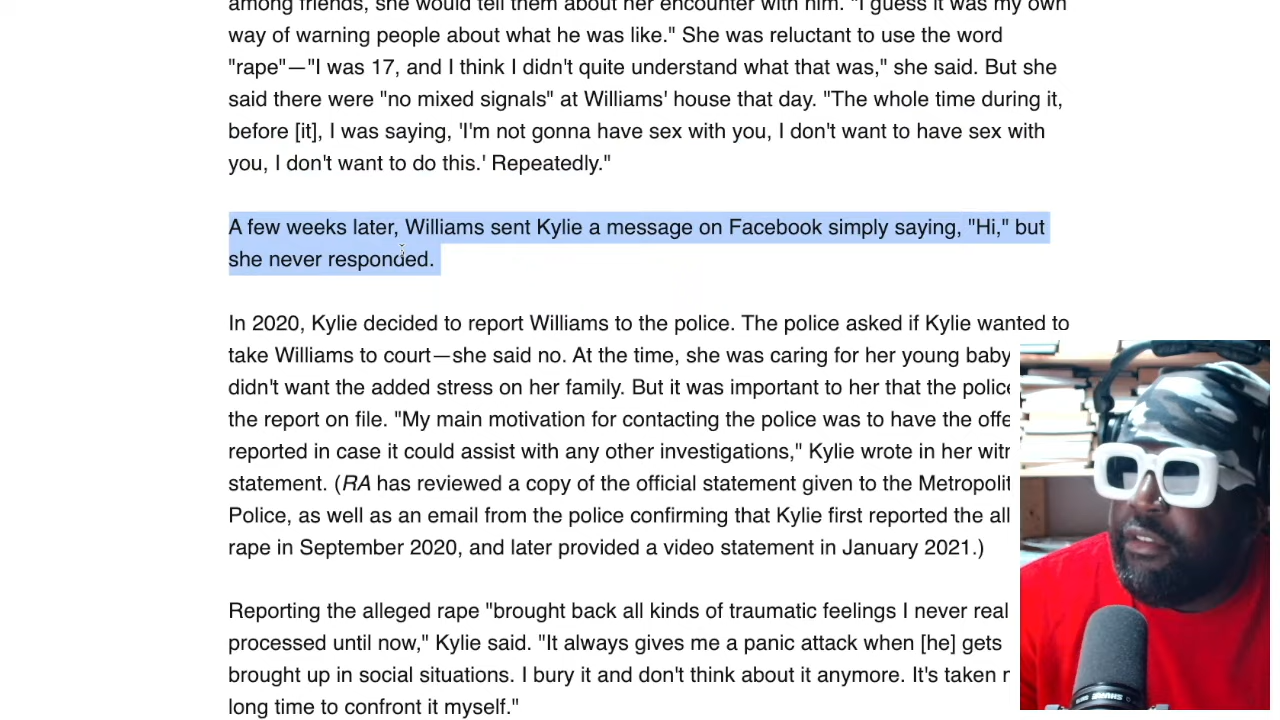 among friends, she would tell them about her encounter with him. "I guess it was my own
way of warning people about what he was like." She was reluctant to use the word
"rape"—"I was 17, and I think I didn't quite understand what that was," she said. But she
said there were "no mixed signals" at Williams' house that day. "The whole time during it,
before [it], I was saying, 'I'm not gonna have sex with you, I don't want to have sex with
you, I don't want to do this.' Repeatedly."
A few weeks later, Williams sent Kylie a message on Facebook simply saying, "Hi," but
she never responded.
In 2020, Kylie decided to report Williams to the police. The police asked if Kylie wanted to
take Williams to court—she said no. At the time, she was caring for her young baby
didn't want the added stress on her family. But it was important to her that the police
the report on file. "My main motivation for contacting the police was to have the offe
reported in case it could assist with any other investigations," Kylie wrote in her witr
statement. (RA has reviewed a copy of the official statement given to the Metropolit
Police, as well as an email from the police confirming that Kylie first reported the all
rape in September 2020, and later provided a video statement in January 2021.)
Reporting the alleged rape "brought back all kinds of traumatic feelings I never real
processed until now," Kylie said. "It always gives me a panic attack when [he] gets
brought up in social situations. I bury it and don't think about it anymore. It's taken
long time to confront it myself."
SHURE